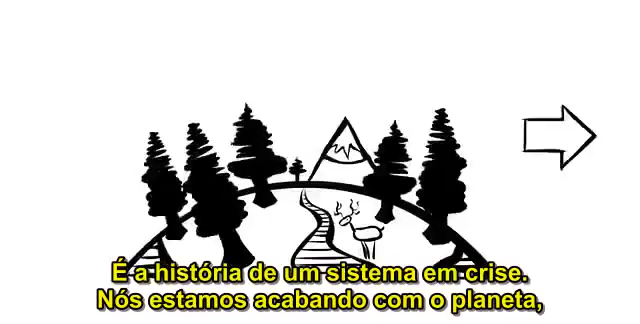 É a história de um sistema em crise.
Nós estamos acabando com o planeta,